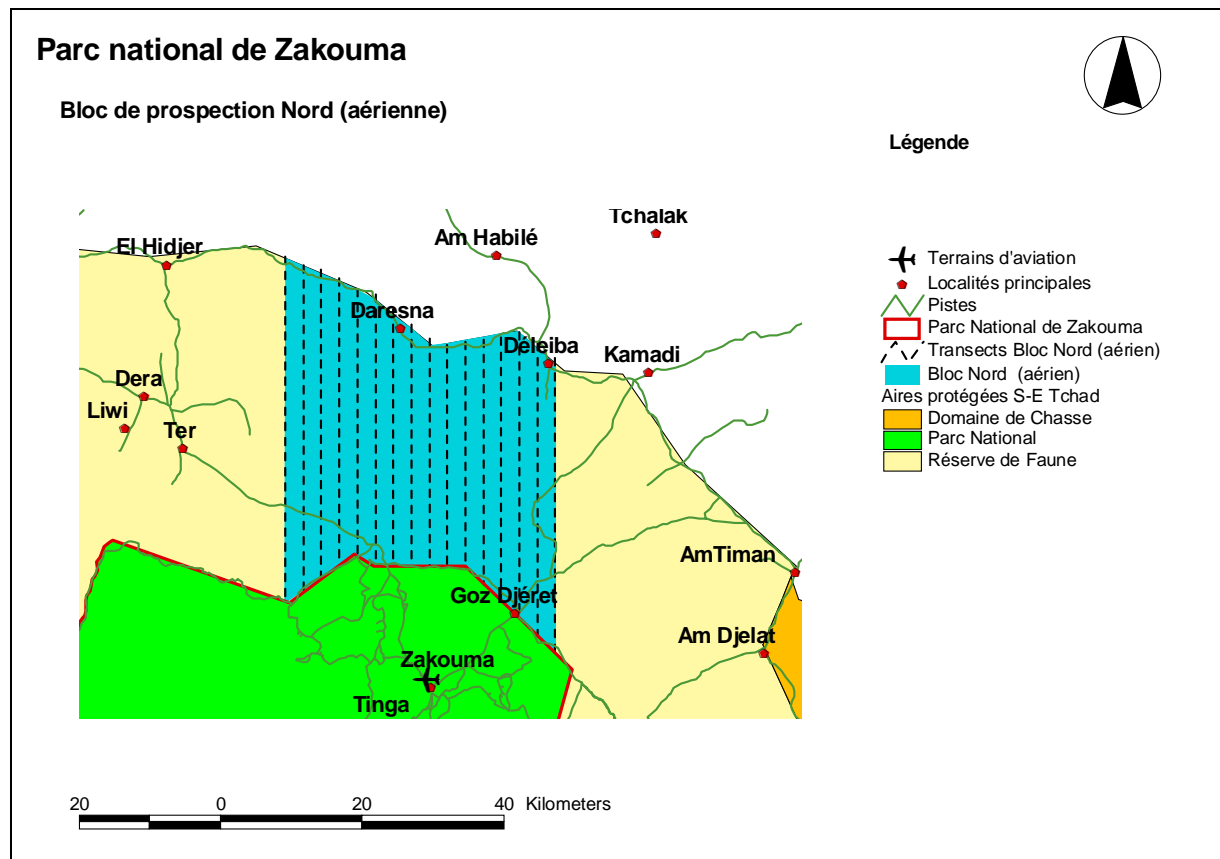 Parc national de Zakouma
Bloc de prospection Nord (aérienne)
Légende
Tchalak
El Hidjer
Am Habilé
Terrains d'aviation
Localités principales
Pistes
Parc National de Zakouma
Transects Bloc Nord (aérien)
Bloc Nord (aérien)
Aires protégées S-E Tchad
Domaine de Chasse
Parc National
Réserve de Faune
Daresna
Déleiba
Kamadi
Dera
Liwi
Ter
AmTiman
Goz Djéret
Am Djelat
Zakouma
Tinga
20 0 20 40 Kilometers